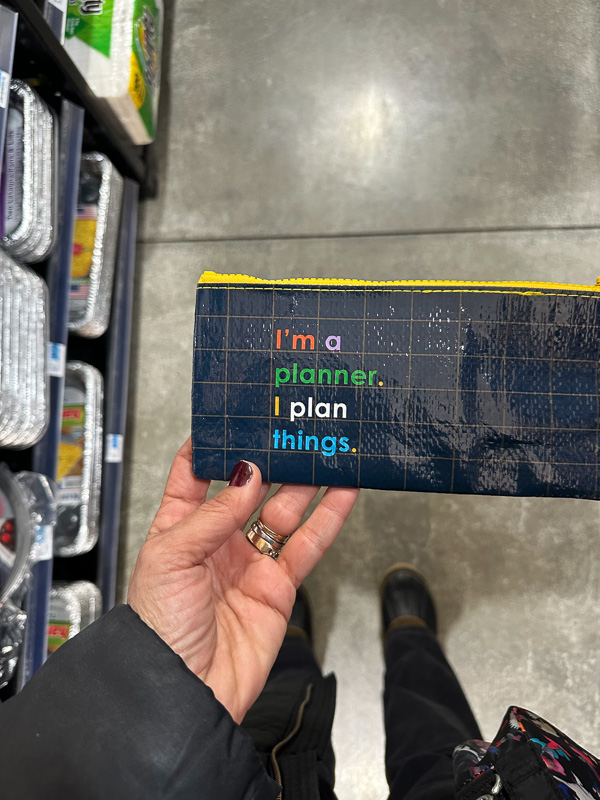 I'm a
planner.
I plan
things.